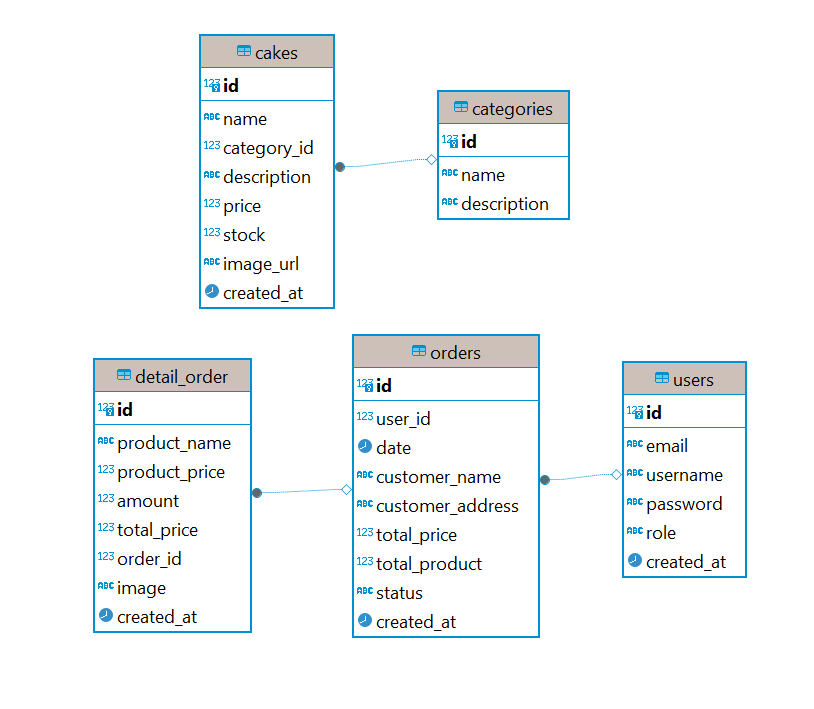 cakes
123 id
ABC name
123 category_id
ABC description
123 price
123 stock
ABC image_url
created_at
categories
123 id
ABC name
ABC description
detail_order
123 id
ABC product_name
123 product_price
123 amount
123 total_price
123 order_id
ABC image
created_at
orders
123 id
123 user_id
date
ABC customer_name
ABC customer_address
123 total_price
123 total_product
ABC status
created_at
users
123 id
ABC email
ABC username
ABC password
ABC role
created_at